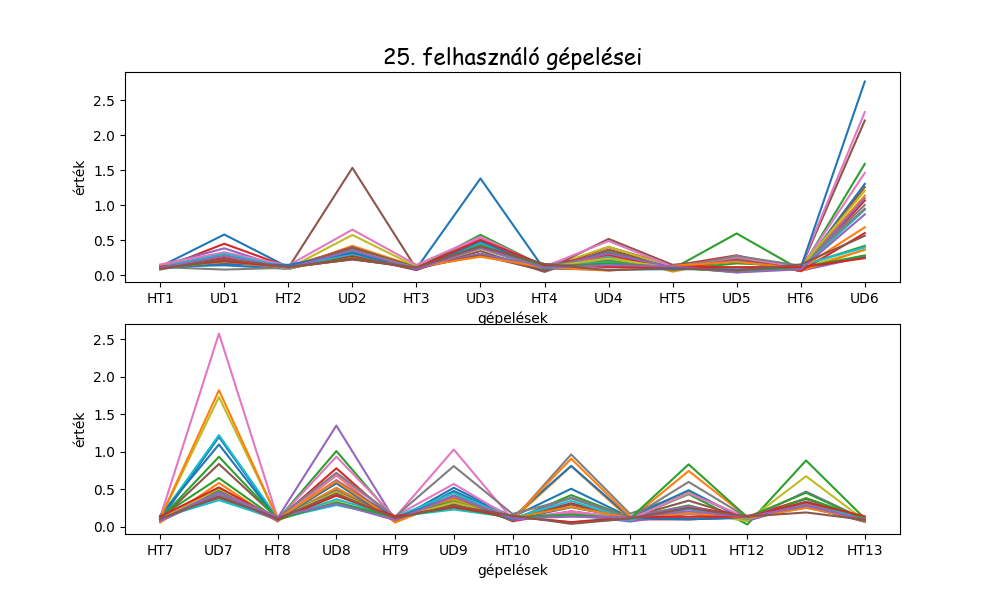 25. felhasználó gépelései
érték
2.5
2.0
1.5
1.0
0.5
0.0
HT1 UD1 HT2 UD2 HT3 UD3 HT4 UD4 HT5 UD5 HT6 UD6
gépelések
érték
2.5
2.0
1.5
1.0
0.5
0.0
HT7 UD7 HT8 UD8 HT9 UD9 HT10 UD10 HT11 UD11 HT12 UD12 HT13
gépelések